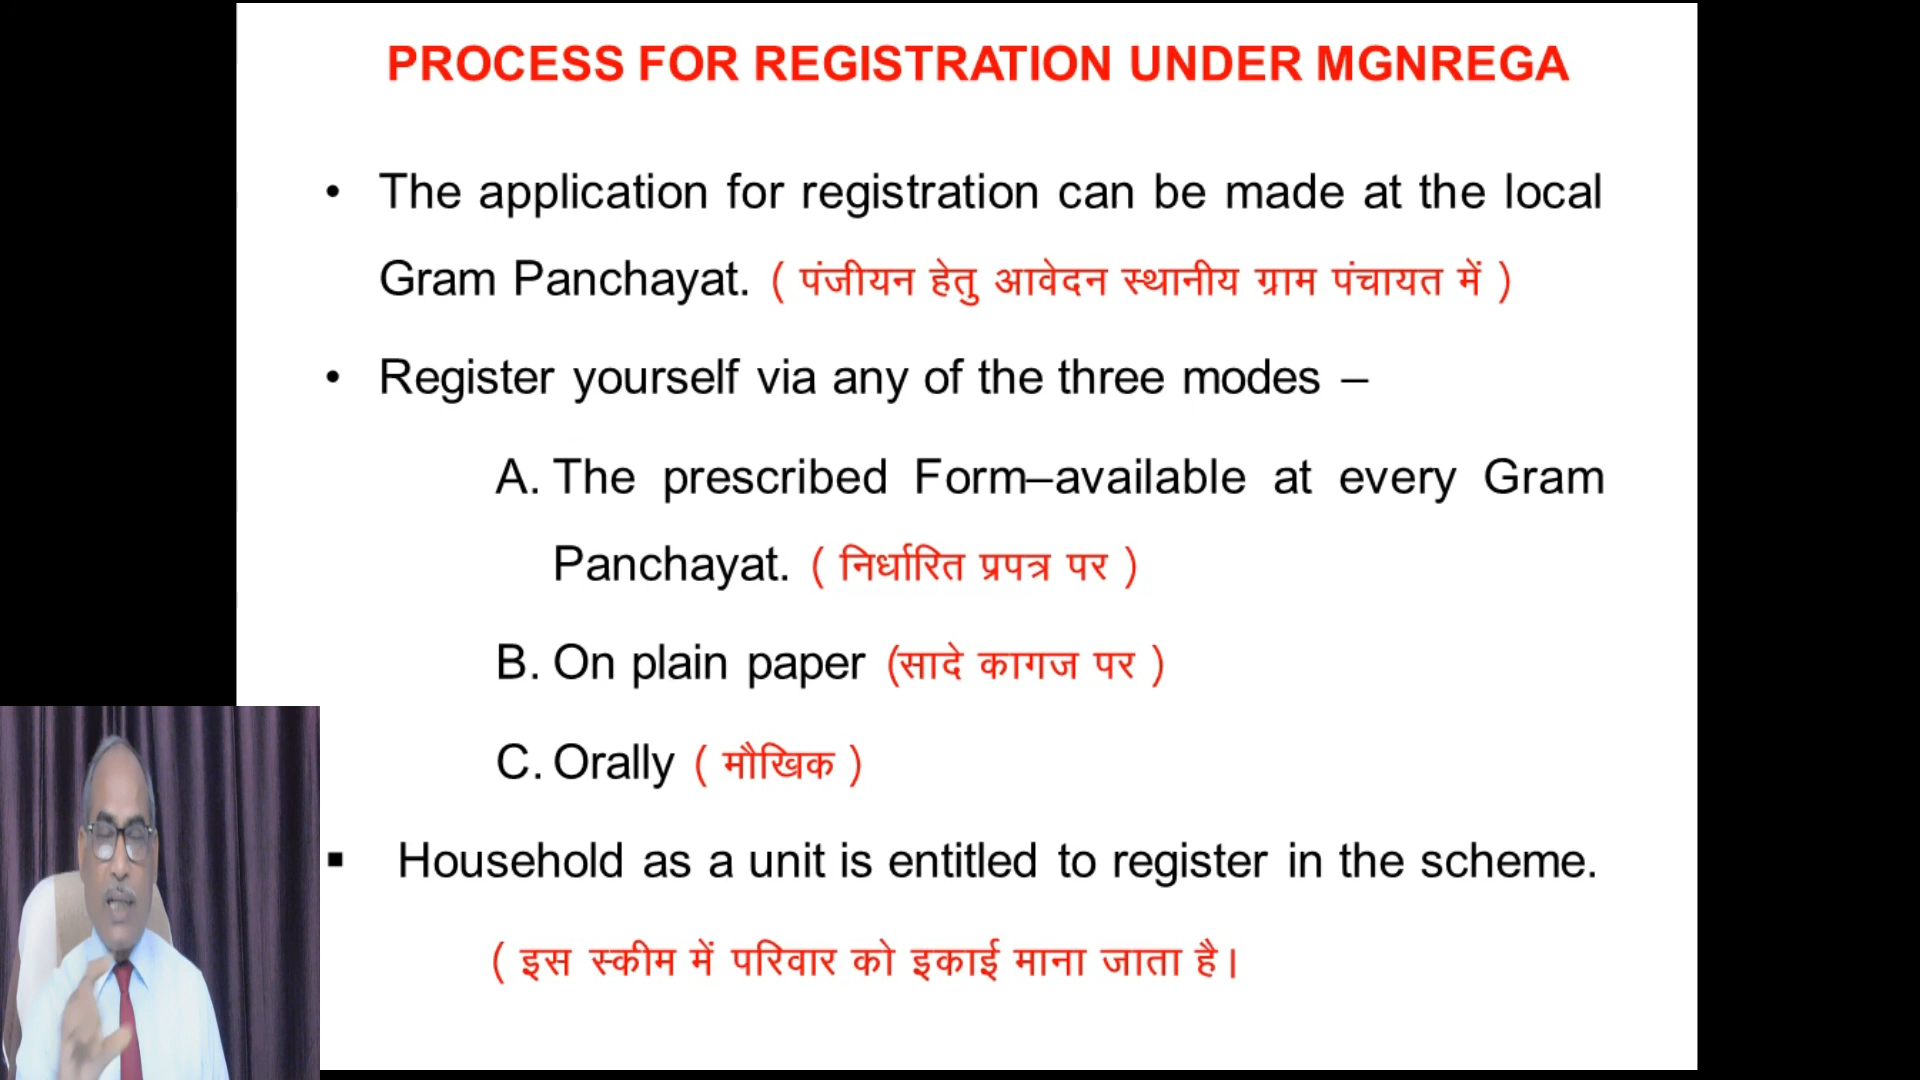 PROCESS FOR REGISTRATION UNDER MGNREGA
• The application for registration can be made at the local
Gram Panchayat. ( पंजीयन हेतु आवेदन स्थानीय ग्राम पंचायत में )
• Register yourself via any of the three modes –
A. The prescribed Form–available at every Gram
Panchayat. ( निर्धारित प्रपत्र पर )
B. On plain paper (सादे कागज पर )
C. Orally ( मौखिक )
▪ Household as a unit is entitled to register in the scheme.
( इस स्कीम में परिवार को इकाई माना जाता है।